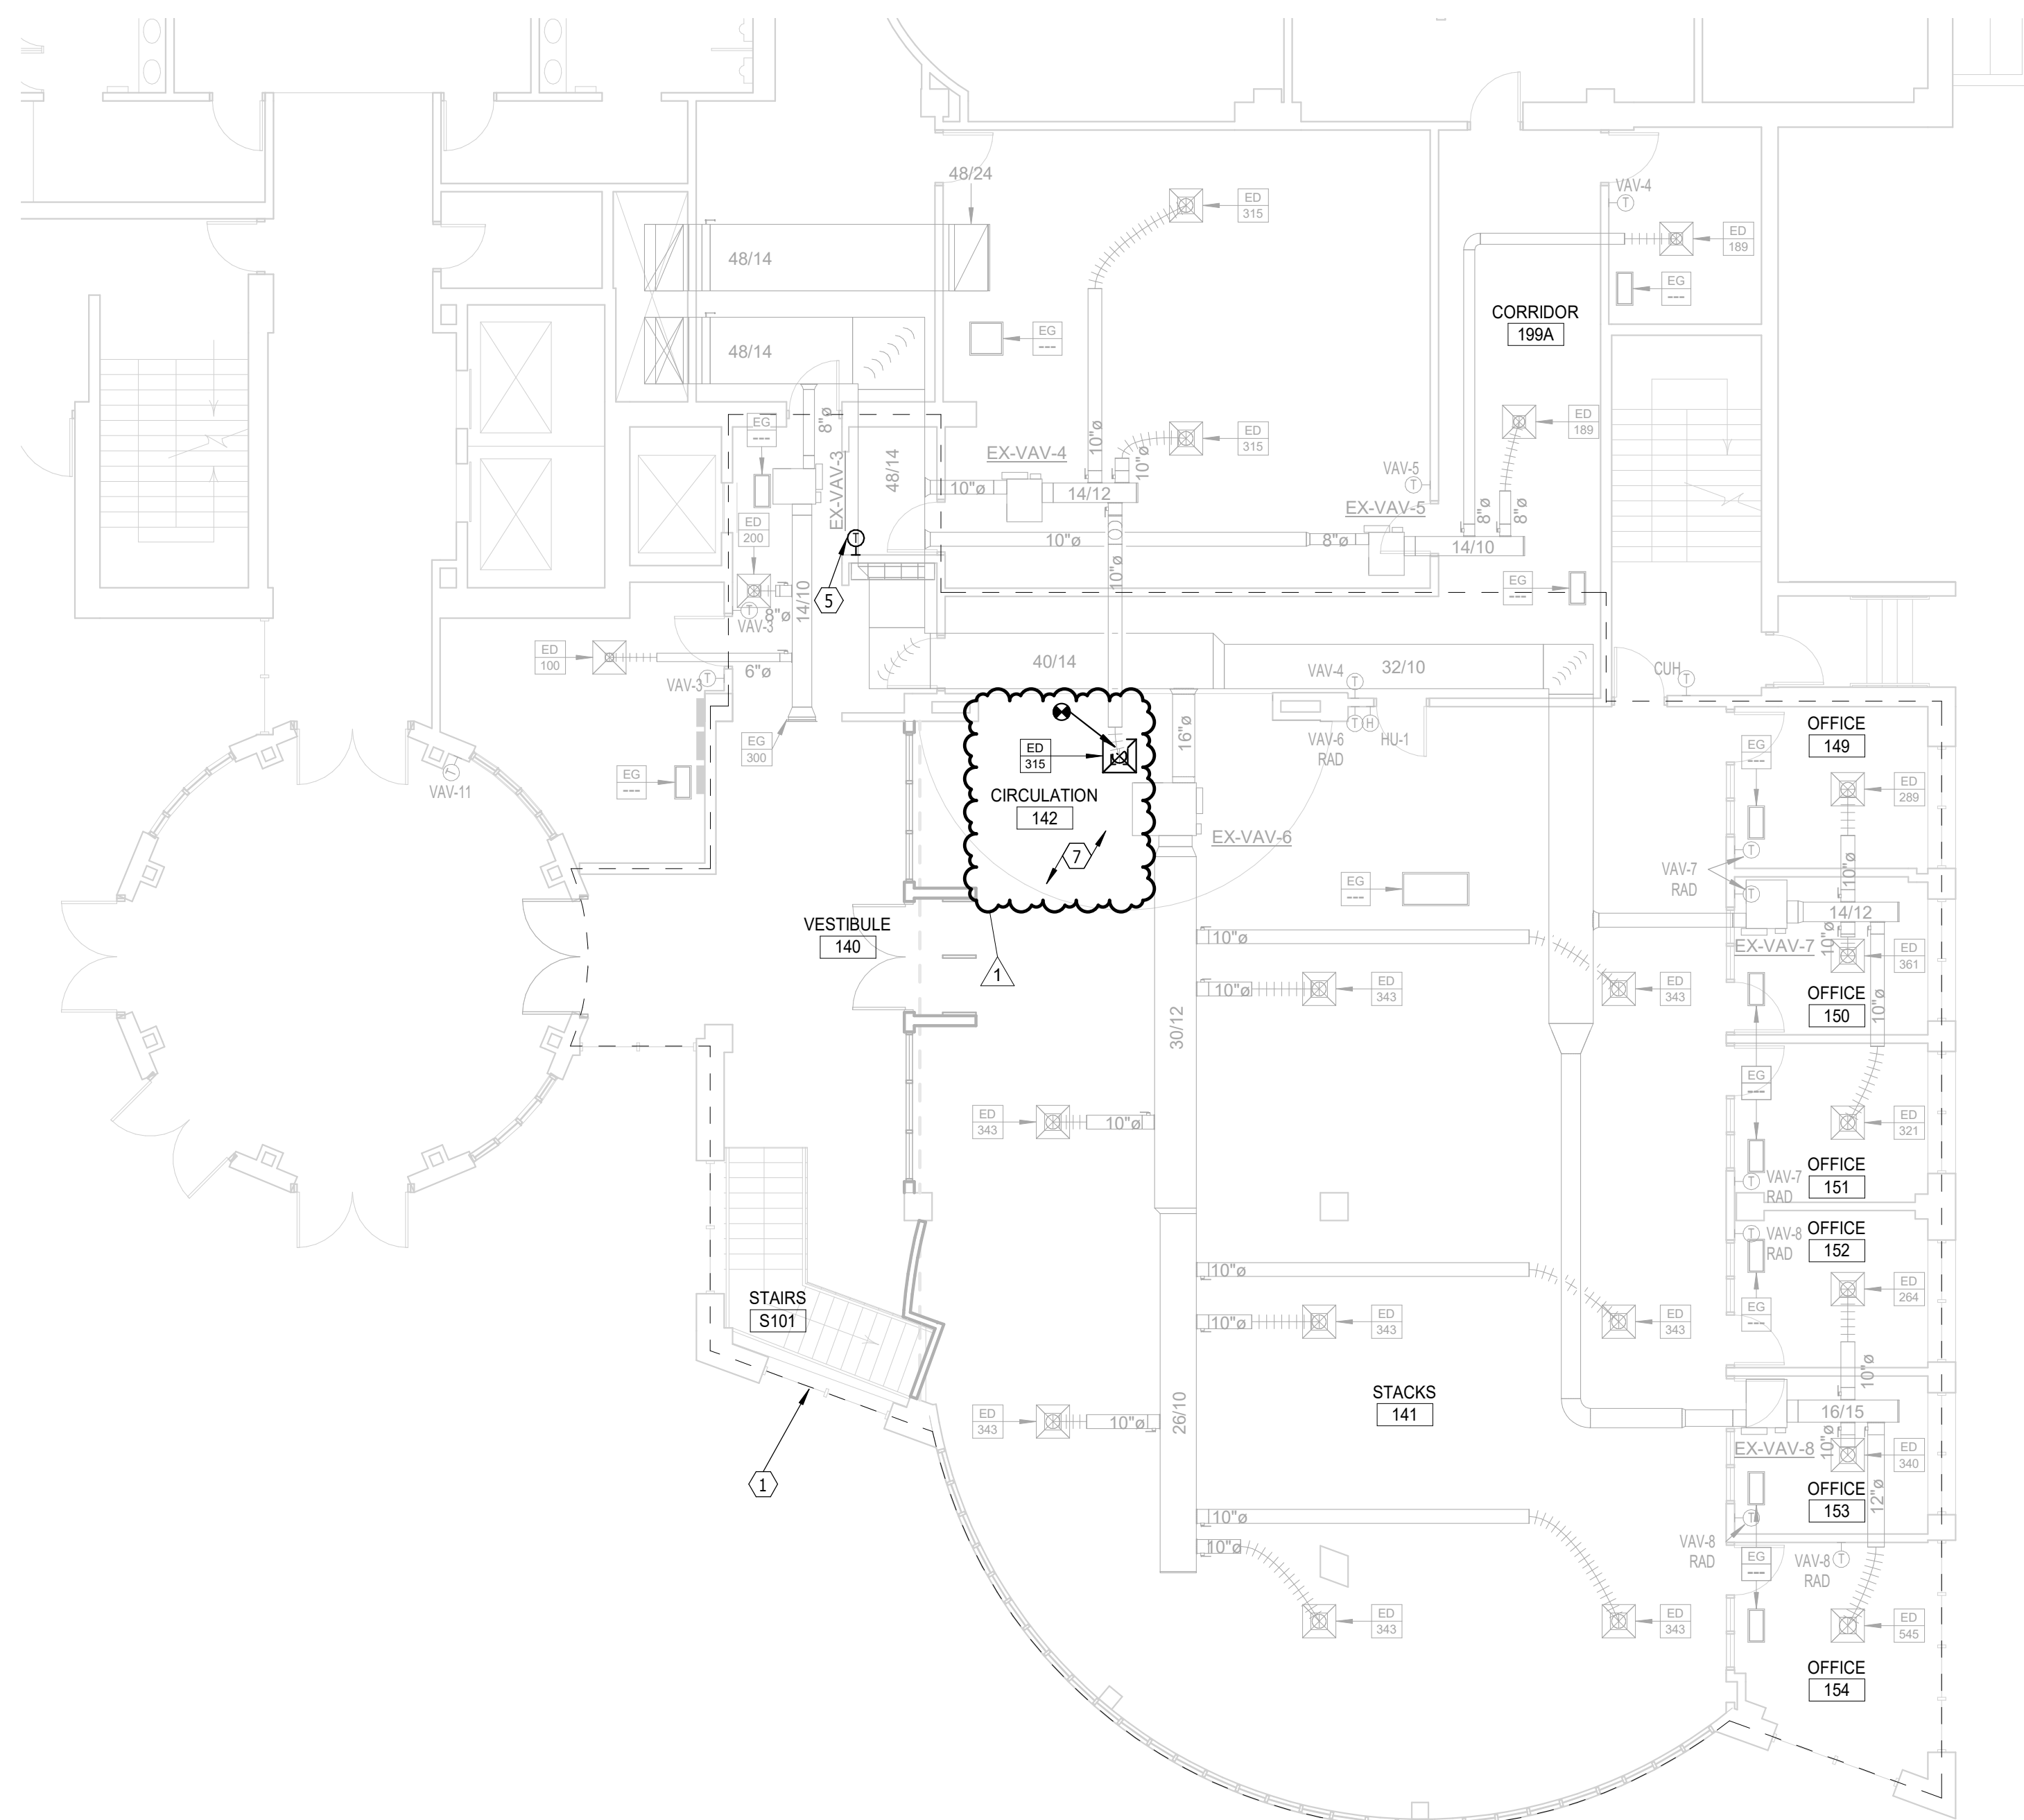 48/24
VAV-4
T
ED
315
ED
189
48/14
EG
---
CORRIDOR
199A
EG
---
48/14
EG
---
8"ø
EX-VAV-3
48/14
EX-VAV-4
10"ø
10"ø
10"ø
14/12
ED
315
ED
189
VAV-5
T
EX-VAV-5
8"ø
8"ø
ED
200
T
10"ø
8"ø
14/10
10"ø
EG
---
5
14/10
T
8"ø
VAV-3
ED
100
6"ø
VAV-3
T
40/14
VAV-4
T
32/10
CUH
T
T
H
VAV-6
RAD
HU-1
16"ø
OFFICE
149
EG
---
EG
300
ED
315
EG
---
T
VAV-11
CIRCULATION
142
7
EX-VAV-6
ED
289
T
VAV-7
RAD
T
10"ø
EG
---
14/12
VESTIBULE
140
10"ø
EX-VAV-7
10"ø
ED
361
1
10"ø
ED
343
ED
343
OFFICE
150
10"ø
30/12
EG
---
ED
343
10"ø
ED
321
OFFICE
151
T
VAV-7
RAD
OFFICE
152
T
VAV-8
RAD
10"ø
STAIRS
S101
EG
---
ED
264
10"ø
ED
343
ED
343
STACKS
141
10"ø
26/10
ED
343
10"ø
16/15
EX-VAV-8
10"ø
ED
340
1
OFFICE
153
12"ø
10"ø
T
VAV-8
RAD
10"ø
EG
---
VAV-8
RAD
T
ED
343
ED
343
ED
545
OFFICE
154